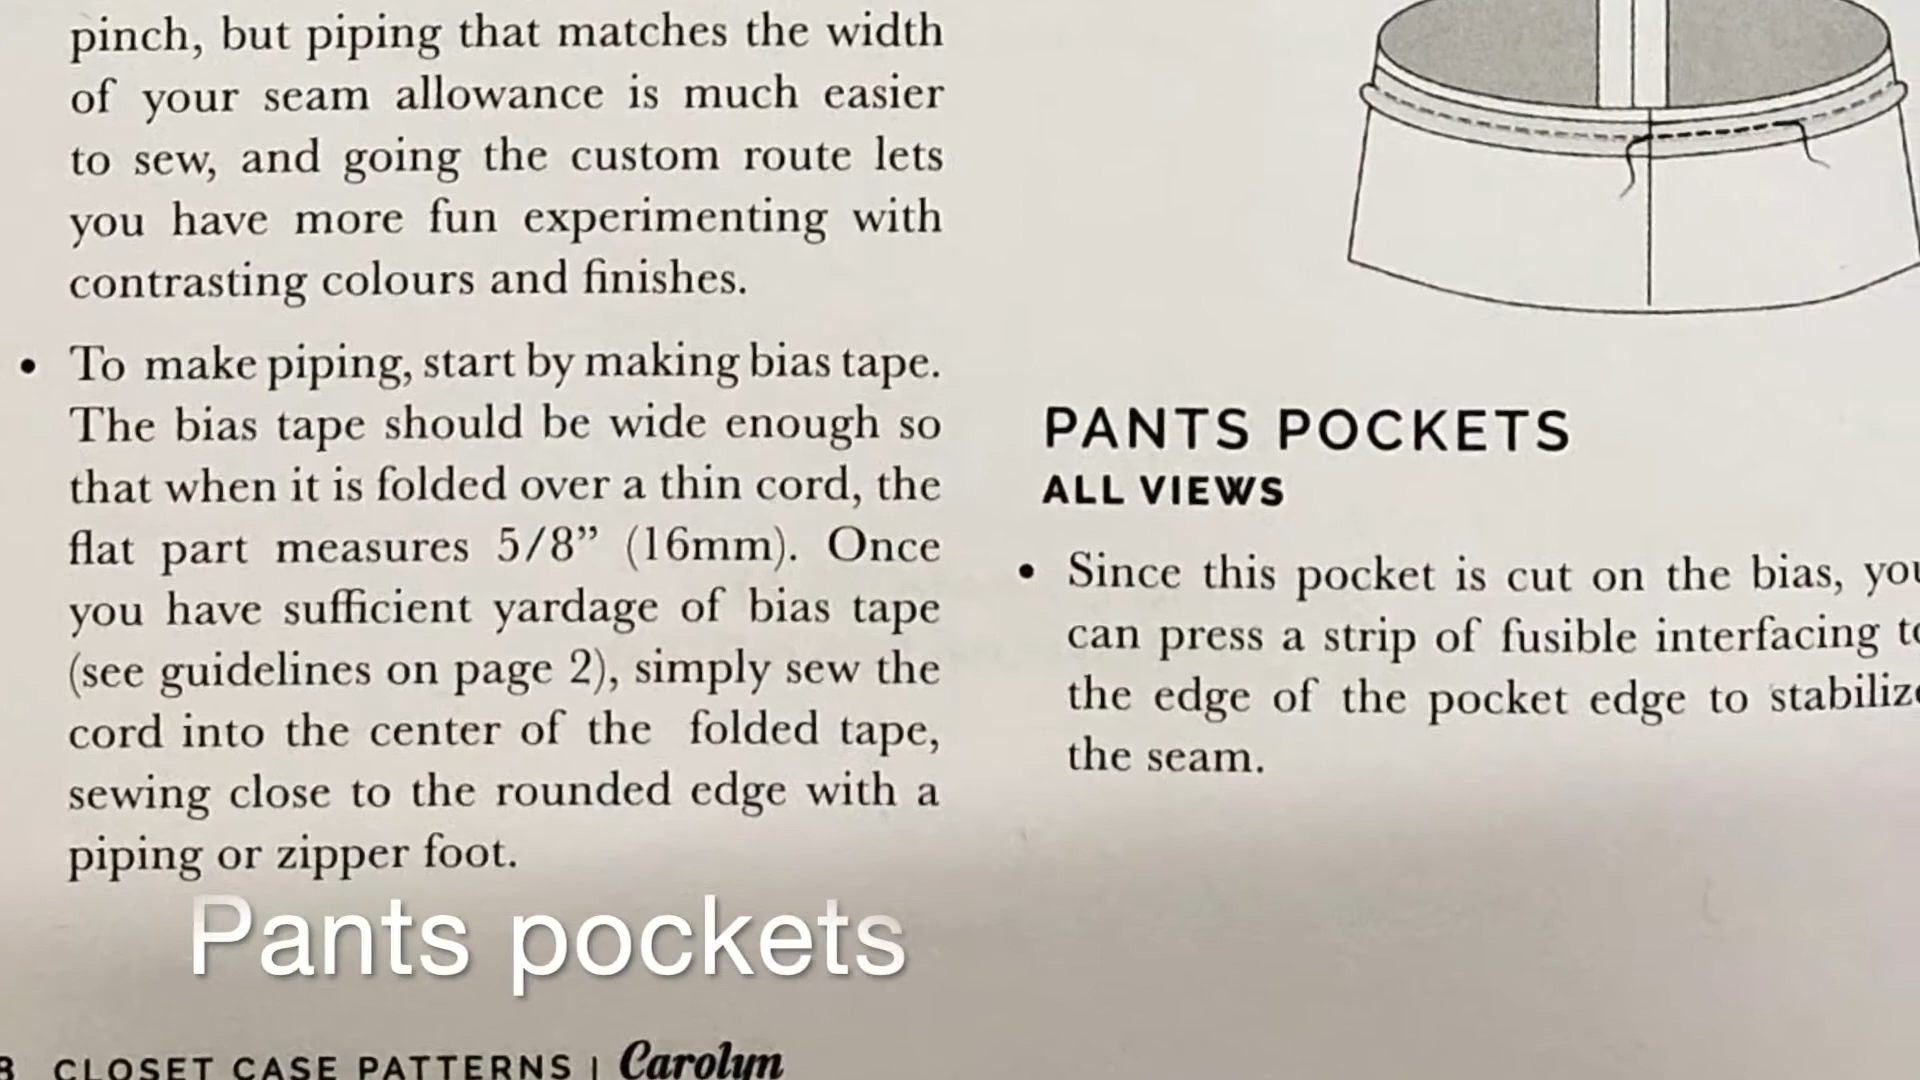 pinch, but piping that matches the width
of your seam allowance is much easier
to sew, and going the custom route lets
you have more fun experimenting with
contrasting colours and finishes.
• To make piping, start by making bias tape.
The bias tape should be wide enough so
that when it is folded over a thin cord, the
flat part measures 5/8” (16mm). Once
you have sufficient yardage of bias tape
(see guidelines on page 2), simply sew the
cord into the center of the folded tape,
sewing close to the rounded edge with a
piping or zipper foot.
PANTS POCKETS
ALL VIEWS
• Since this pocket is cut on the bias, you
can press a strip of fusible interfacing to
the edge of the pocket edge to stabilize
the seam.
Pants pockets
CLOSET CASE PATTERNS | Carolyn